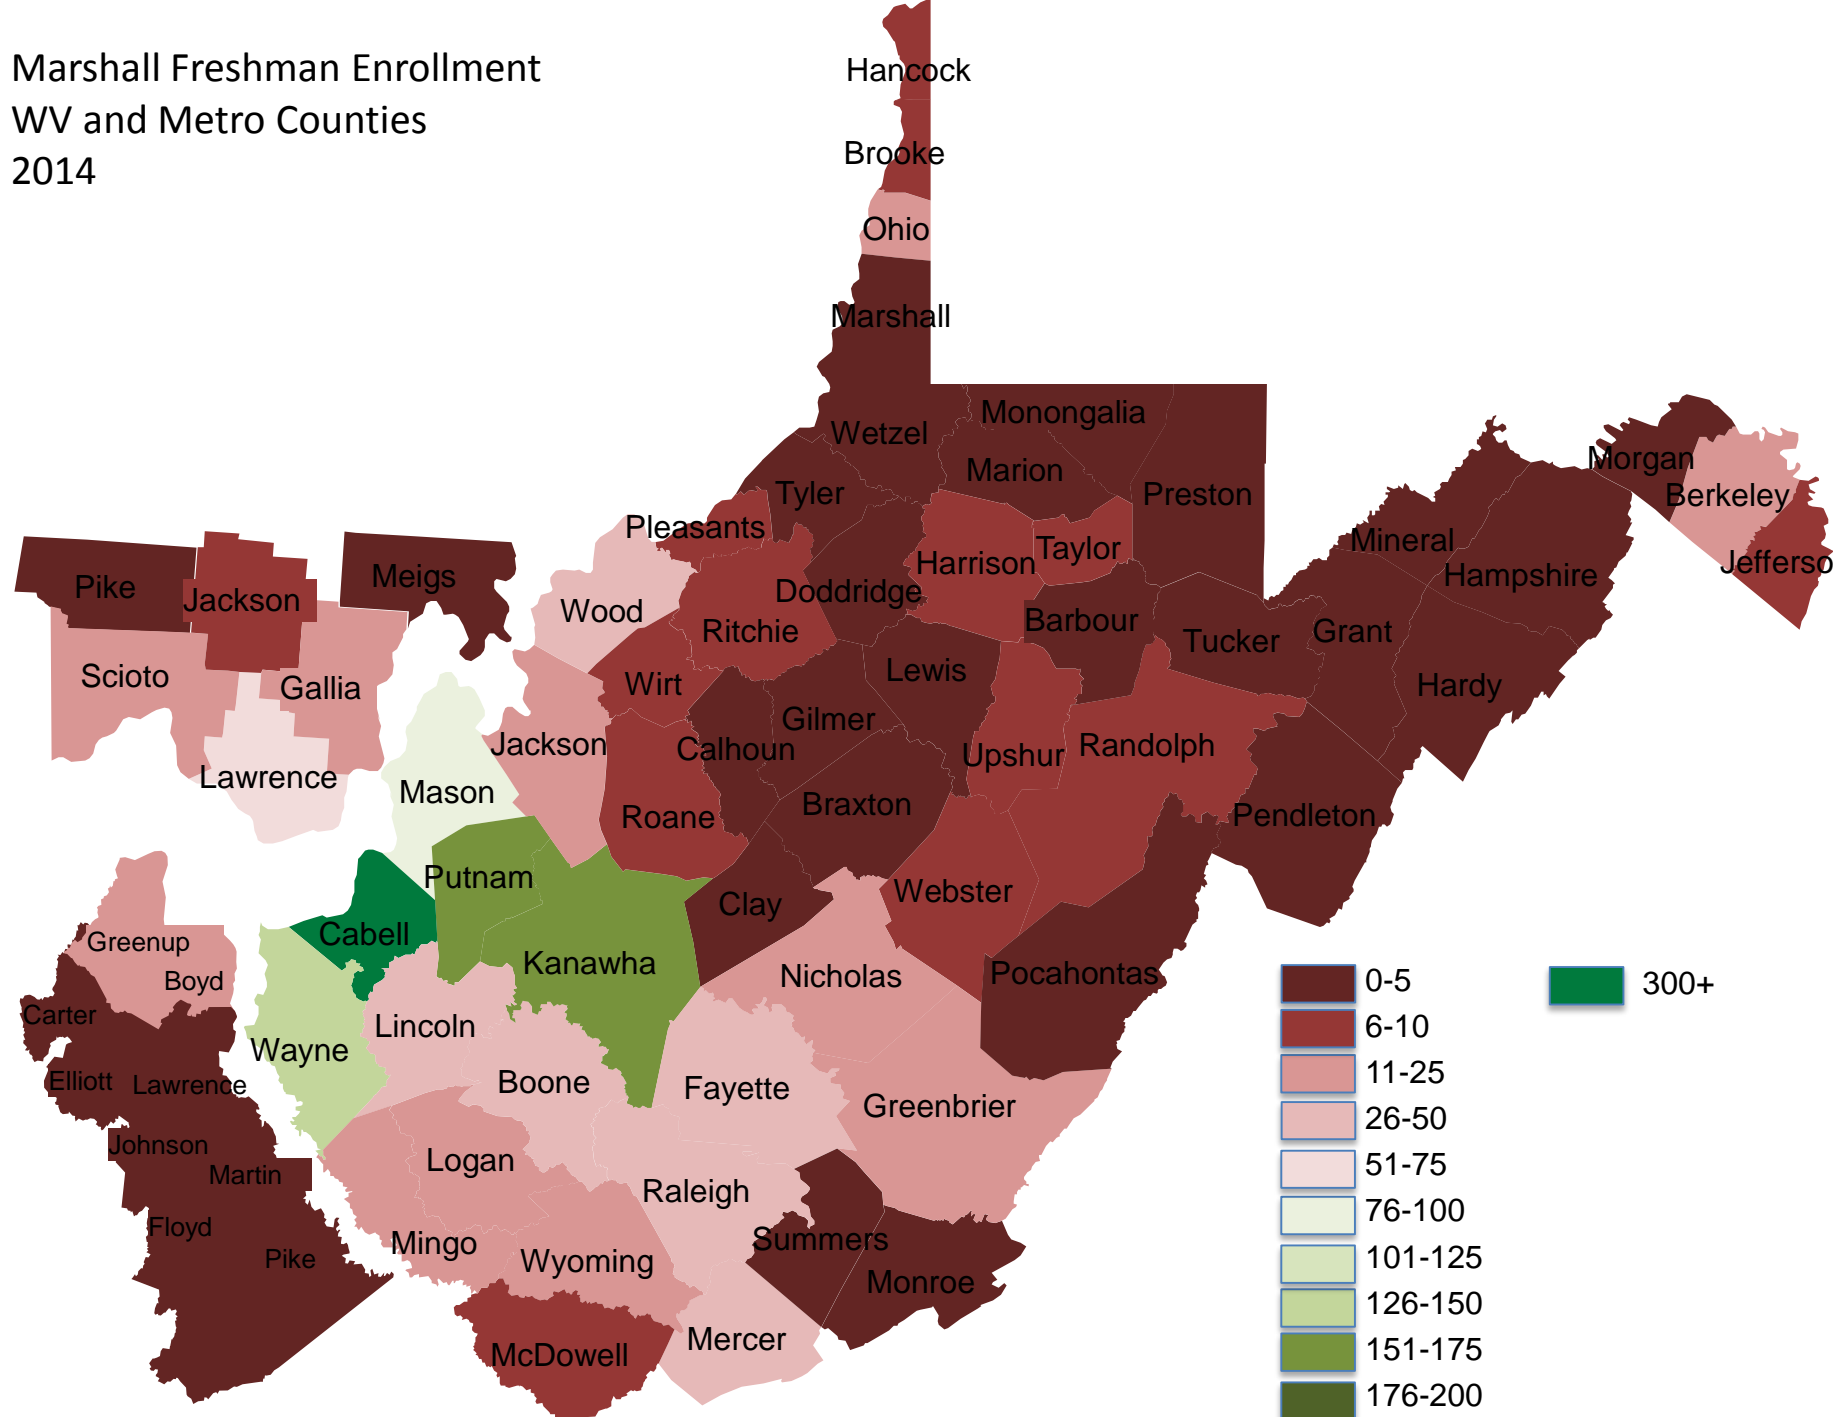 Marshall Freshman Enrollment
WV and Metro Counties
2014
Hancock
Brooke
Ohio
Marshall
Wetzel
Monongalia
Marion
Preston
Tyler
Pleasants
Harrison
Taylor
Doddridge
Wood
Ritchie
Barbour
Tucker
Grant
Mineral
Hampshire
Morgan
Berkeley
Jefferso
Hardy
Pike
Jackson
Meigs
Scioto
Gallia
Lawrence
Wirt
Lewis
Gilmer
Calhoun
Jackson
Upshur
Randolph
Mason
Roane
Braxton
Pendleton
Putnam
Clay
Webster
Cabell
Kanawha
Nicholas
Pocahontas
Greenup
Boyd
Carter
Elliott
Lawrence
Johnson
Martin
Floyd
Pike
Wayne
Lincoln
Boone
Fayette
Greenbrier
Logan
Raleigh
Mingo
Wyoming
Summers
Monroe
McDowell
Mercer
0-5
6-10
11-25
26-50
51-75
76-100
101-125
126-150
151-175
176-200
300+